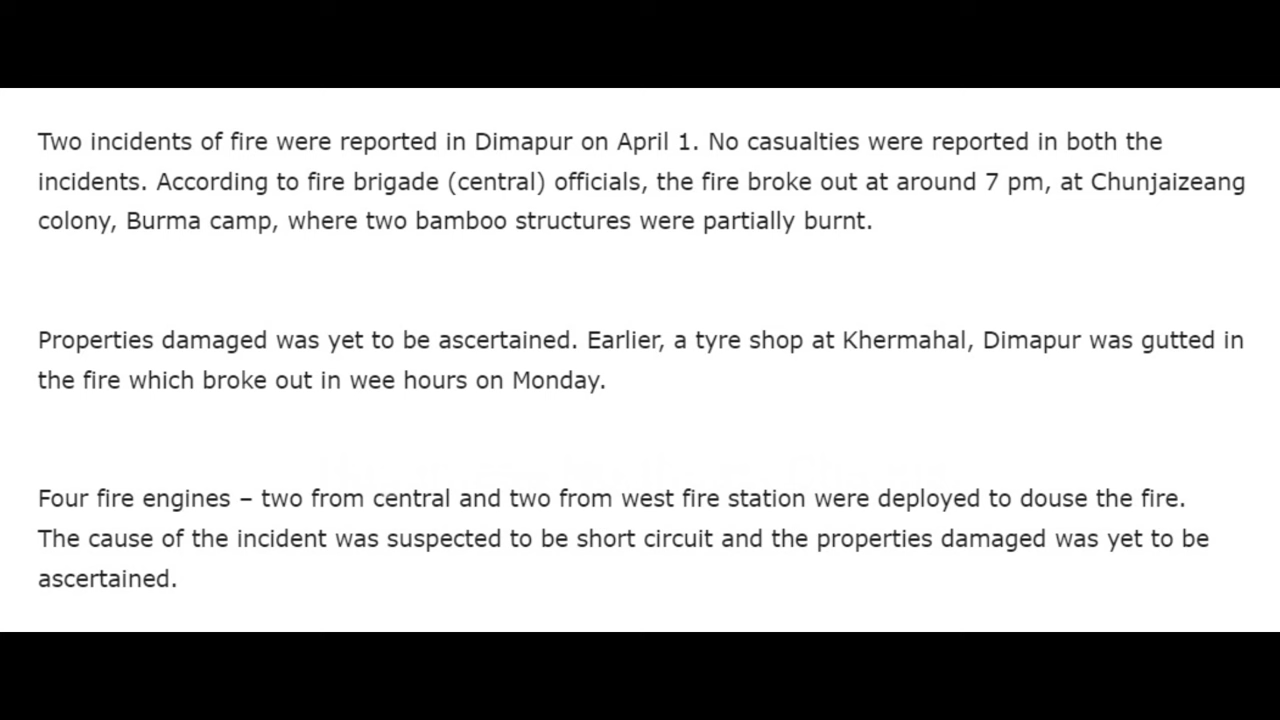 Two incidents of fire were reported in Dimapur on April 1. No casualties were reported in both the
incidents. According to fire brigade (central) officials, the fire broke out at around 7 pm, at Chunjaizeang
colony, Burma camp, where two bamboo structures were partially burnt.
Properties damaged was yet to be ascertained. Earlier, a tyre shop at Khermahal, Dimapur was gutted in
the fire which broke out in wee hours on Monday.
Four fire engines – two from central and two from west fire station were deployed to douse the fire.
The cause of the incident was suspected to be short circuit and the properties damaged was yet to be
ascertained.